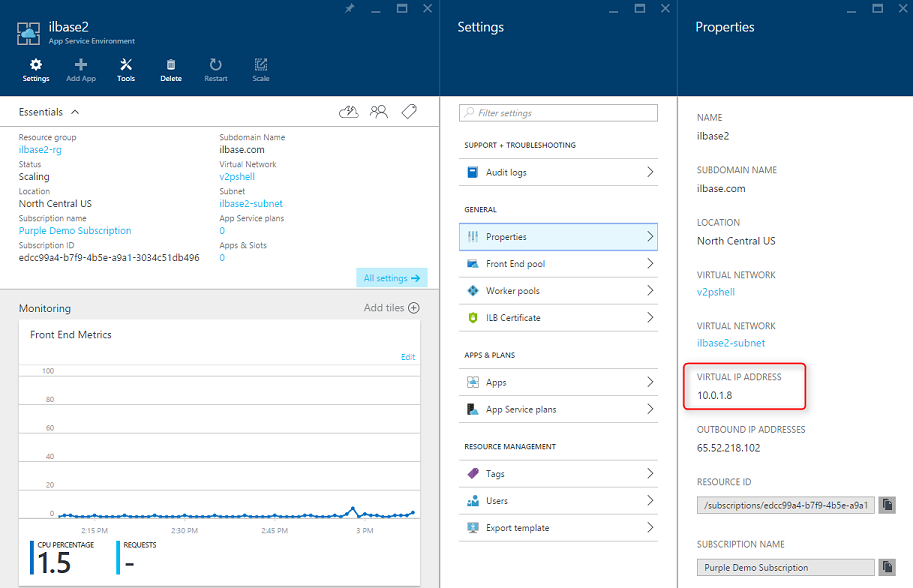 ilbase2
App Service Environment
Settings
Add App
Tools
Delete
Restart
Scale
Essentials
Resource group
ilbase2-rg
Status
Scaling
Location
North Central US
Subscription name
Purple Demo Subscription
Subscription ID
edcc99a4-b7f9-4b5e-a9a1-3034c51db496
Subdomain Name
ilbase.com
Virtual Network
v2pshell
Subnet
ilbase2-subnet
App Service plans
0
Apps & Slots
0
All settings →
Monitoring
Add tiles
Front End Metrics
Edit
100
80
60
40
20
0
2:15 PM
2:30 PM
2:45 PM
3 PM
CPU PERCENTAGE
1.5
REQUESTS
-
Settings
Filter settings
SUPPORT + TROUBLESHOOTING
Audit logs
GENERAL
Properties
Front End pool
Worker pools
ILB Certificate
APPS & PLANS
Apps
App Service plans
RESOURCE MANAGEMENT
Tags
Users
Export template
Properties
NAME
ilbase2
SUBDOMAIN NAME
ilbase.com
LOCATION
North Central US
VIRTUAL NETWORK
v2pshell
VIRTUAL NETWORK
ilbase2-subnet
VIRTUAL IP ADDRESS
10.0.1.8
OUTBOUND IP ADDRESSES
65.52.218.102
RESOURCE ID
/subscriptions/edcc99a4-b7f9-4b5e-a9a1
SUBSCRIPTION NAME
Purple Demo Subscription